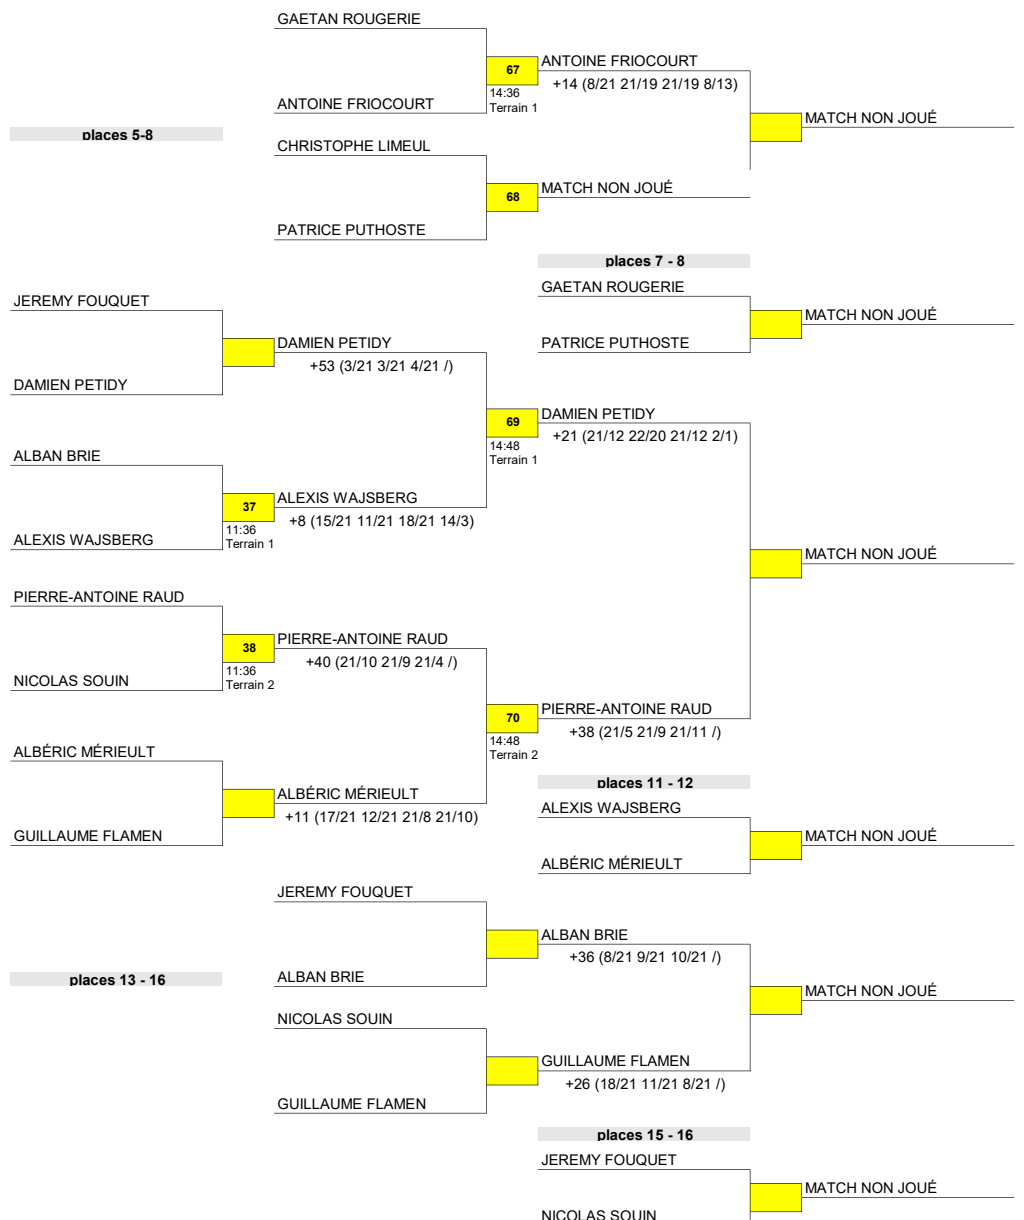 GAETAN ROUGERIE
67
ANTOINE FRIOCOURT
+14 (8/21 21/19 21/19 8/13)
14:36
Terrain 1
ANTOINE FRIOCOURT
MATCH NON JOUÉ
places 5-8
CHRISTOPHE LIMEUL
68
MATCH NON JOUÉ
PATRICE PUTHOSTE
places 7 - 8
GAETAN ROUGERIE
JEREMY FOUQUET
MATCH NON JOUÉ
DAMIEN PETIDY
+53 (3/21 3/21 4/21 /)
PATRICE PUTHOSTE
DAMIEN PETIDY
69
DAMIEN PETIDY
+21 (21/12 22/20 21/12 2/1)
14:48
Terrain 1
ALBAN BRIE
37
ALEXIS WAJSBERG
+8 (15/21 11/21 18/21 14/3)
11:36
Terrain 1
ALEXIS WAJSBERG
MATCH NON JOUÉ
PIERRE-ANTOINE RAUD
38
PIERRE-ANTOINE RAUD
+40 (21/10 21/9 21/4 /)
11:36
Terrain 2
NICOLAS SOUIN
70
PIERRE-ANTOINE RAUD
+38 (21/5 21/9 21/11 /)
14:48
Terrain 2
ALBÉRIC MÉRIEULT
places 11 - 12
ALBÉRIC MÉRIEULT
+11 (17/21 12/21 21/8 21/10)
ALEXIS WAJSBERG
GUILLAUME FLAMEN
MATCH NON JOUÉ
ALBÉRIC MÉRIEULT
JEREMY FOUQUET
ALBAN BRIE
+36 (8/21 9/21 10/21 /)
places 13 - 16
ALBAN BRIE
MATCH NON JOUÉ
NICOLAS SOUIN
GUILLAUME FLAMEN
+26 (18/21 11/21 8/21 /)
GUILLAUME FLAMEN
places 15 - 16
JEREMY FOUQUET
MATCH NON JOUÉ
NICOLAS SOUIN